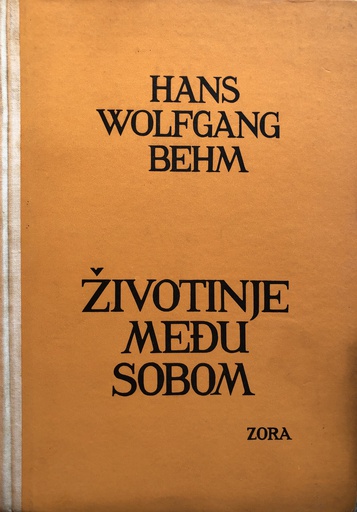 HANS
WOLFGANG
BEHM
ŽIVOTINJE
MEĐU
SOBOM
ZORA